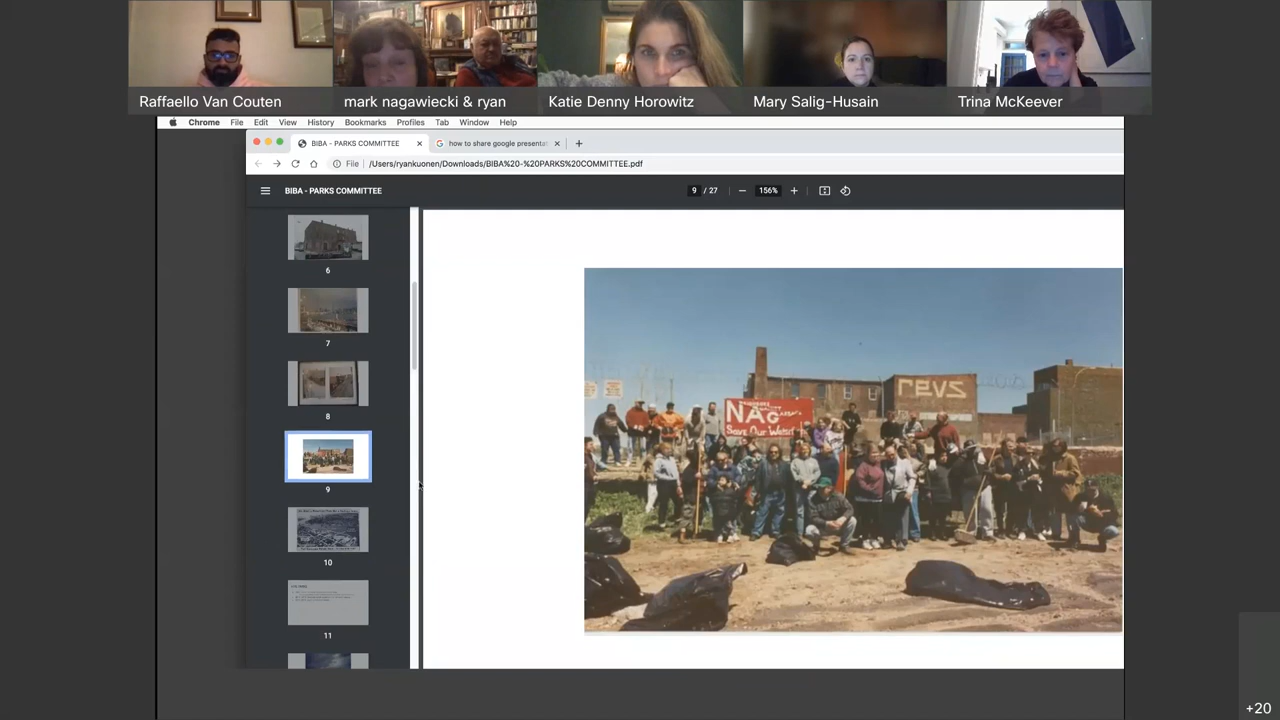 Raffaello Van Couten
mark nagawiecki & ryan
Katie Denny Horowitz
Mary Salig-Husain
Trina McKeever
Chrome File Edit View History Bookmarks Profiles Tab Window Help
BIBA - PARKS COMMITTEE
how to share google presentat
File /Users/ryankuonen/Downloads/BIBA%20-%20PARKS%20COMMITTEE.pdf
BIBA - PARKS COMMITTEE
9 / 27
156%
6
7
8
9
10
11
revs
NAG
Save Our
+20